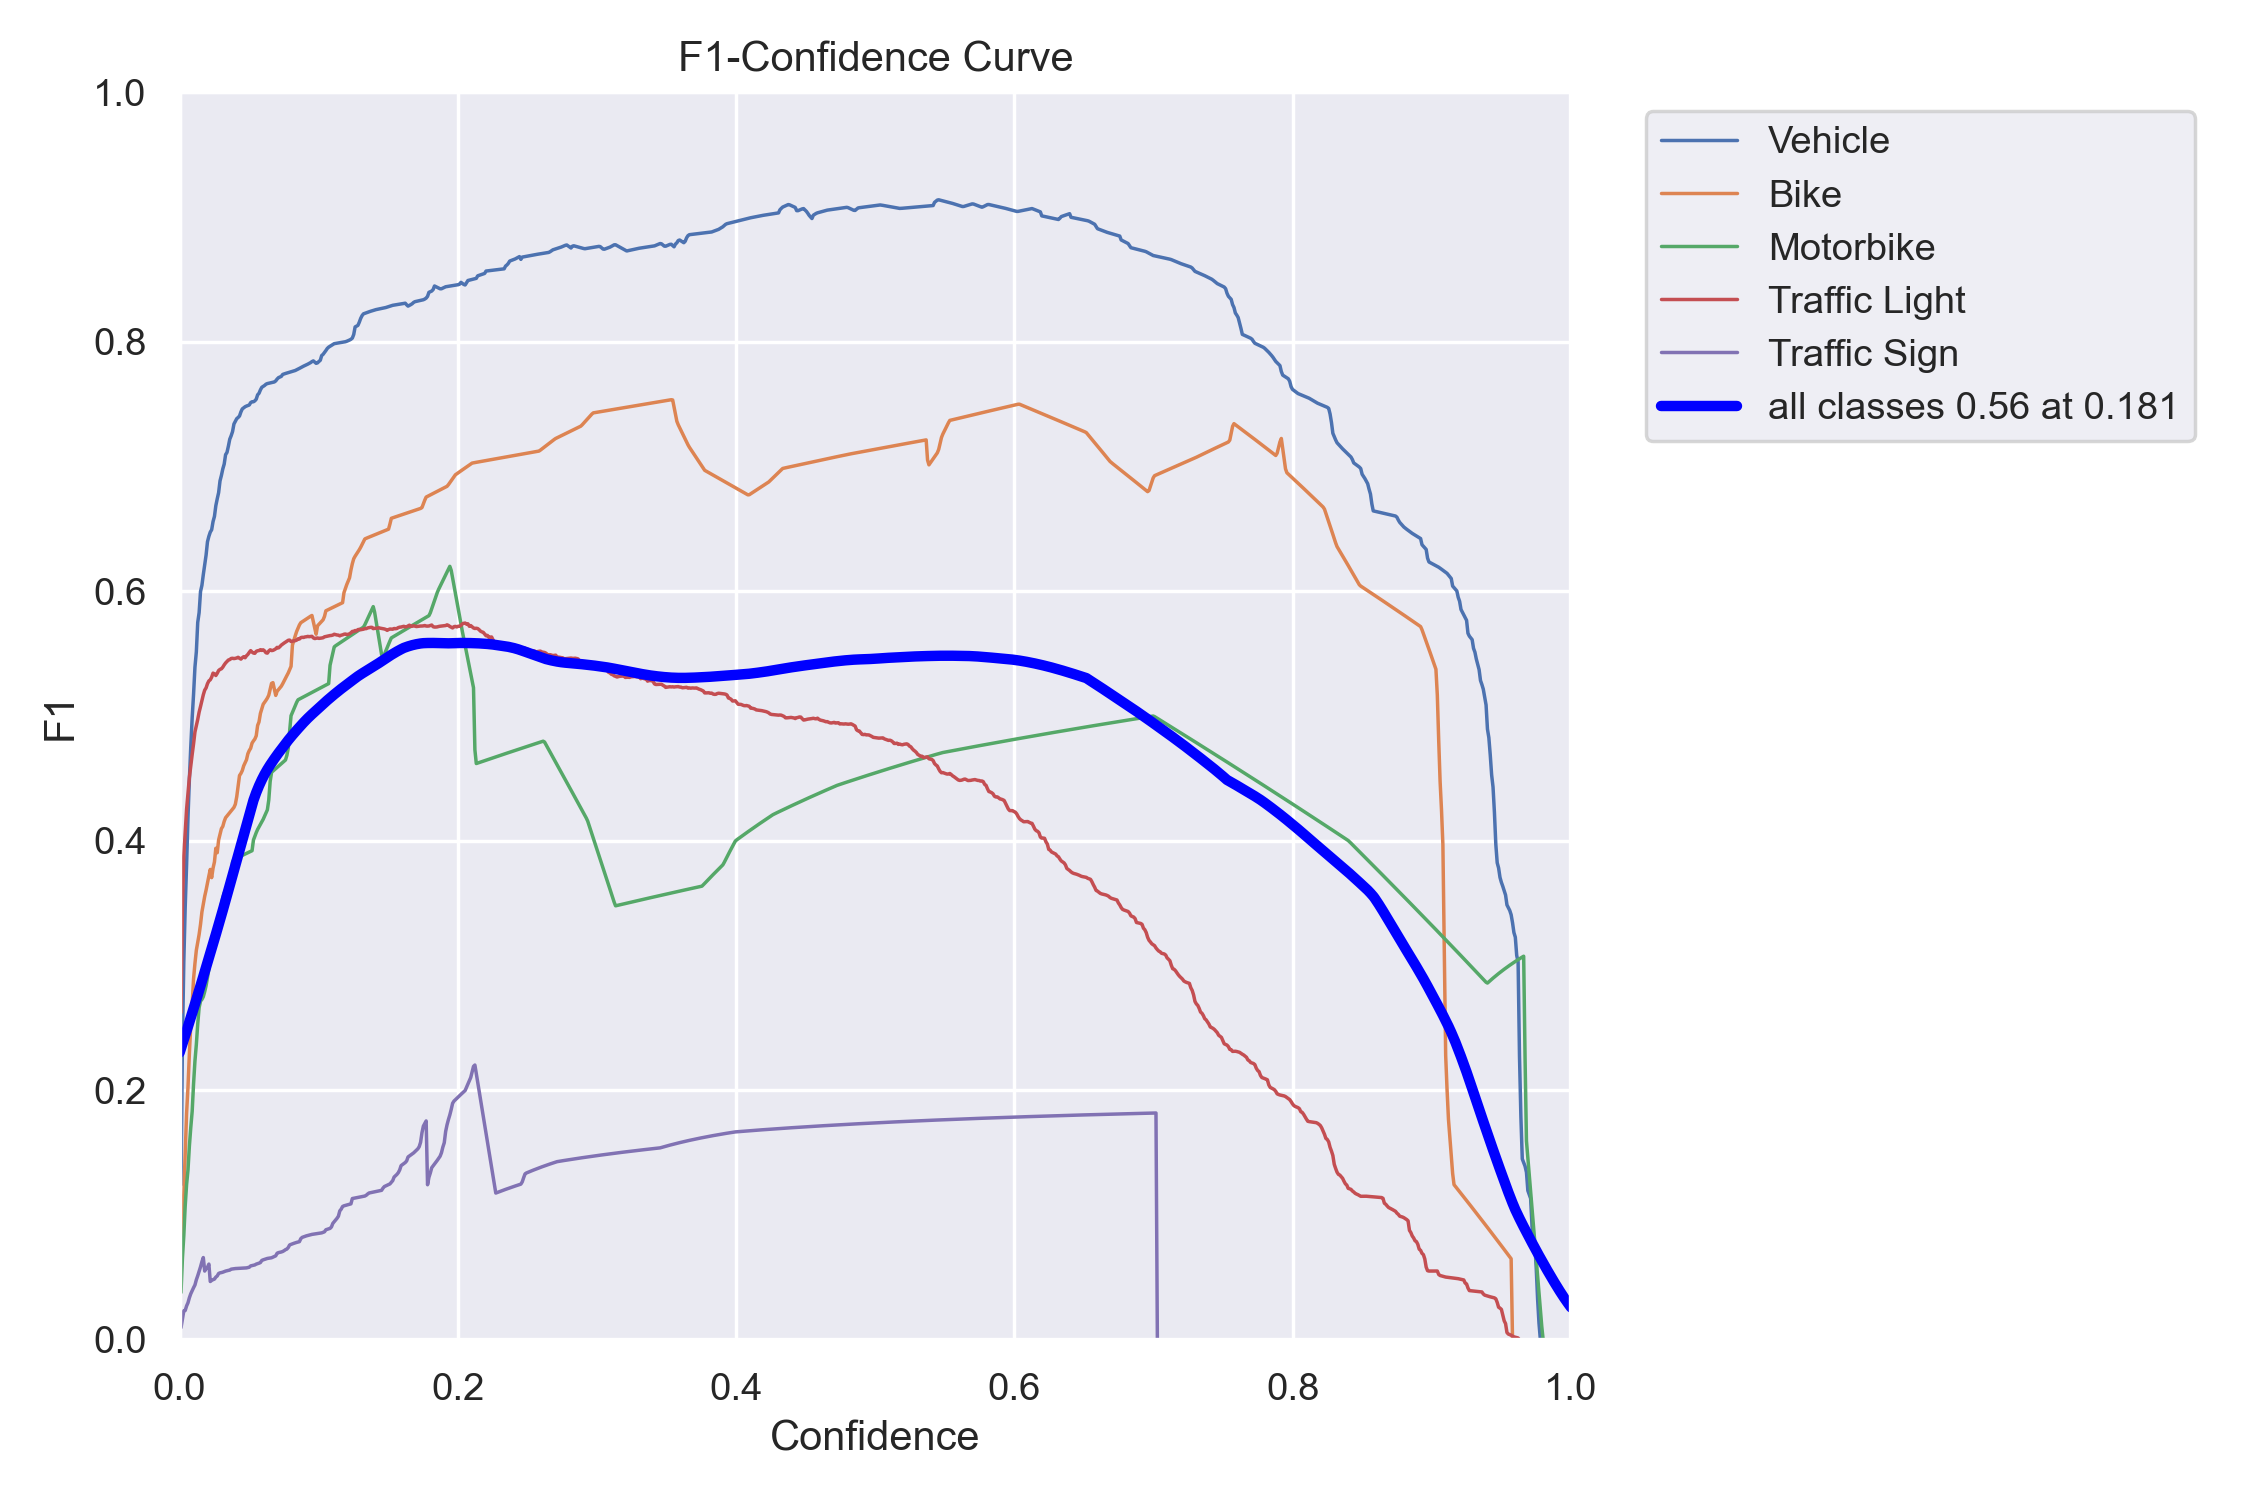 F1-Confidence Curve
1.0
0.8
0.6
0.4
0.2
0.0
F1
0.0 0.2 0.4 0.6 0.8 1.0
Confidence
Vehicle
Bike
Motorbike
Traffic Light
Traffic Sign
all classes 0.56 at 0.181